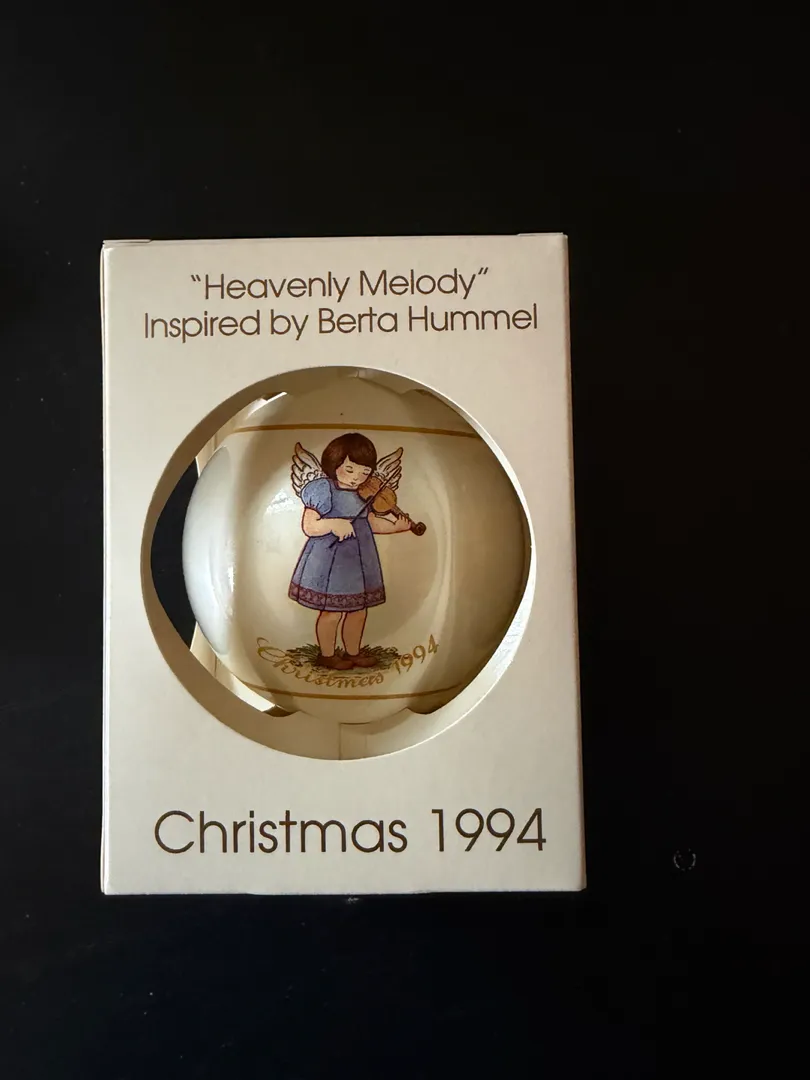 “Heavenly Melody”
Inspired by Berta Hummel
Christmas 1994
Christmas 1994